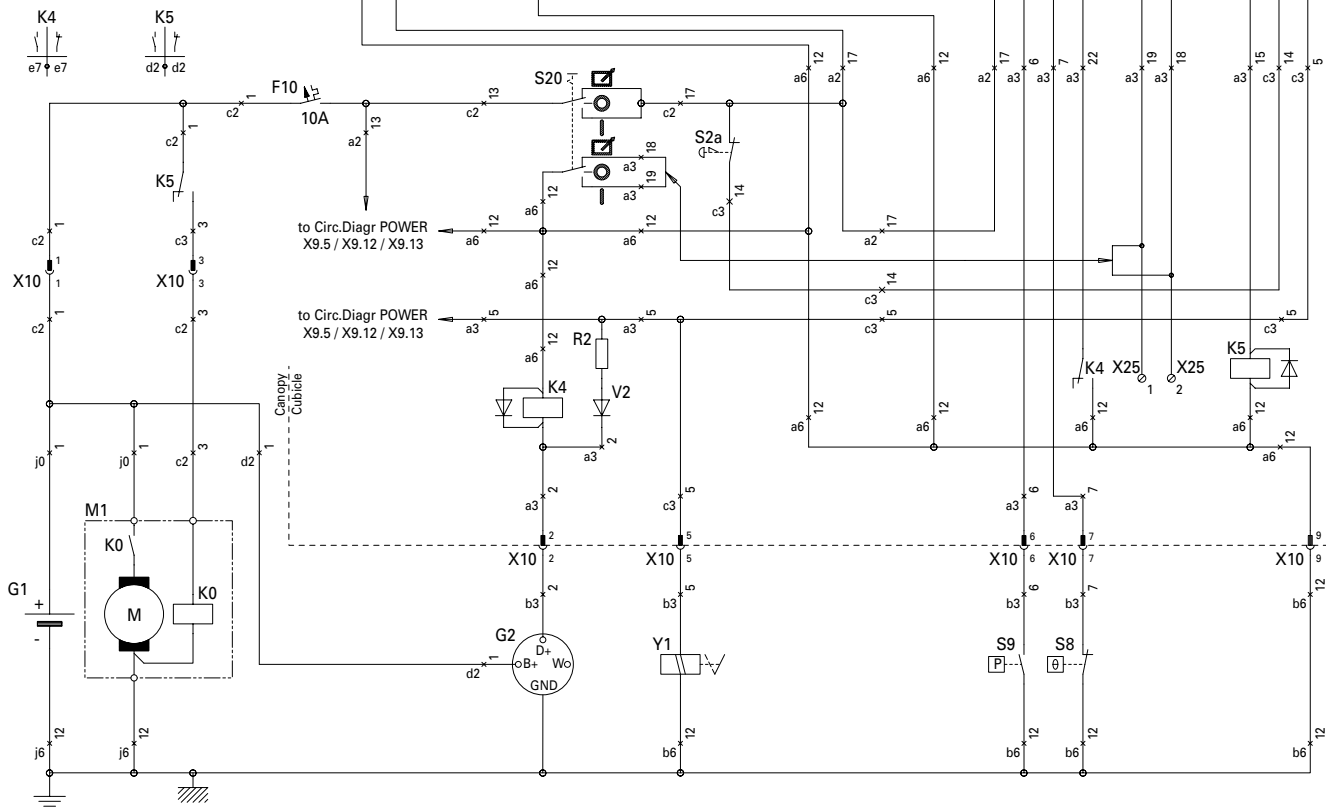 K4 K5
e7 e7 d2 d2
12 17 12 17 6 7 22 19 18 15 14 5
a6 a2 a6 a2 a3 a3 a3 a3 a3 a3 a3 a3
F10
10A
S20
1 13 13 17
c2 a2 c2 c2
1
c2
K5
S2a
18
a3
19
a3
14
c3
12
a6
1 3
c2 c3
to Circ.Diagr POWER
X9.5 / X9.12 / X9.13
12 12 17
a6 a6 a2
X10 1 1
X10 3 3
12
a6
14
c3
1 3
c2 c2
to Circ.Diagr POWER
X9.5 / X9.12 / X9.13
5 5 5 5
a3 a3 c3 c3
R2
12
a6
K4
V2
K4 X25 1 X25 2 K5
Canopy
Cubicle
12 12 12 12
a6 a6 a6 a6
1 1 3 1
j0 j0 c2 d2
2
a3
12
a6
2 5 6 7
a3 c3 a3 a3
M1
K0
K0
M
X10 2 2
X10 5 5
X10 6 6
X10 7 7
X10 9 9
G1
+
-
2 5 6 7 12
b3 b3 b3 b3 b6
G2
D+
B+ W
GND
1
d2
Y1
S9
P
S8
θ
12 12 12 12 12 12
j6 j6 b6 b6 b6 b6